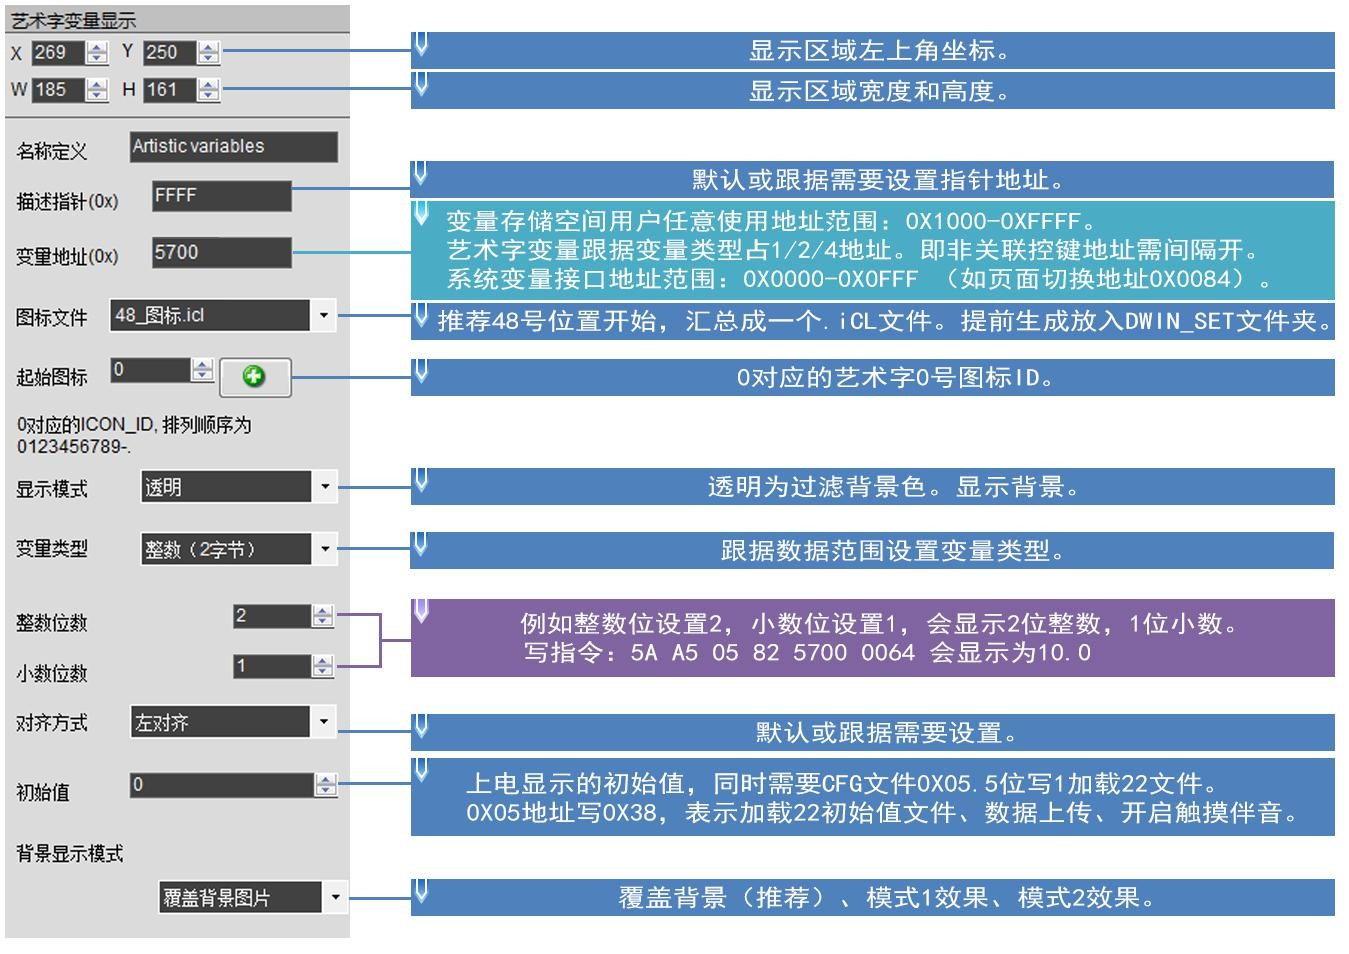 艺术字变量显示
X 269 Y 250
显示区域左上角坐标。
W 185 H 161
显示区域宽度和高度。
名称定义 Artistic variables
描述指针(0x) FFFF
默认或跟据需要设置指针地址。
变量地址(0x) 5700
变量存储空间用户任意使用地址范围：0X1000-0XFFFF。
艺术字变量跟据变量类型占1/2/4地址。即非关联控键地址需间隔开。
系统变量接口地址范围：0X0000-0X0FFF （如页面切换地址0X0084）。
图标文件 48_图标.icl
推荐48号位置开始，汇总成一个.iCL文件。提前生成放入DWIN_SET文件夹。
起始图标 0
0对应的艺术字0号图标ID。
0对应的ICON_ID, 排列顺序为
0123456789-.
显示模式 透明
透明为过滤背景色。显示背景。
变量类型 整数（2字节）
跟据数据范围设置变量类型。
整数位数 2
小数位数 1
例如整数位设置2，小数位设置1，会显示2位整数，1位小数。
写指令：5A A5 05 82 5700 0064 会显示为10.0
对齐方式 左对齐
默认或跟据需要设置。
初始值 0
上电显示的初始值，同时需要CFG文件0X05.5位写1加载22文件。
0X05地址写0X38，表示加载22初始值文件、数据上传、开启触摸伴音。
背景显示模式
覆盖背景图片
覆盖背景（推荐）、模式1效果、模式2效果。